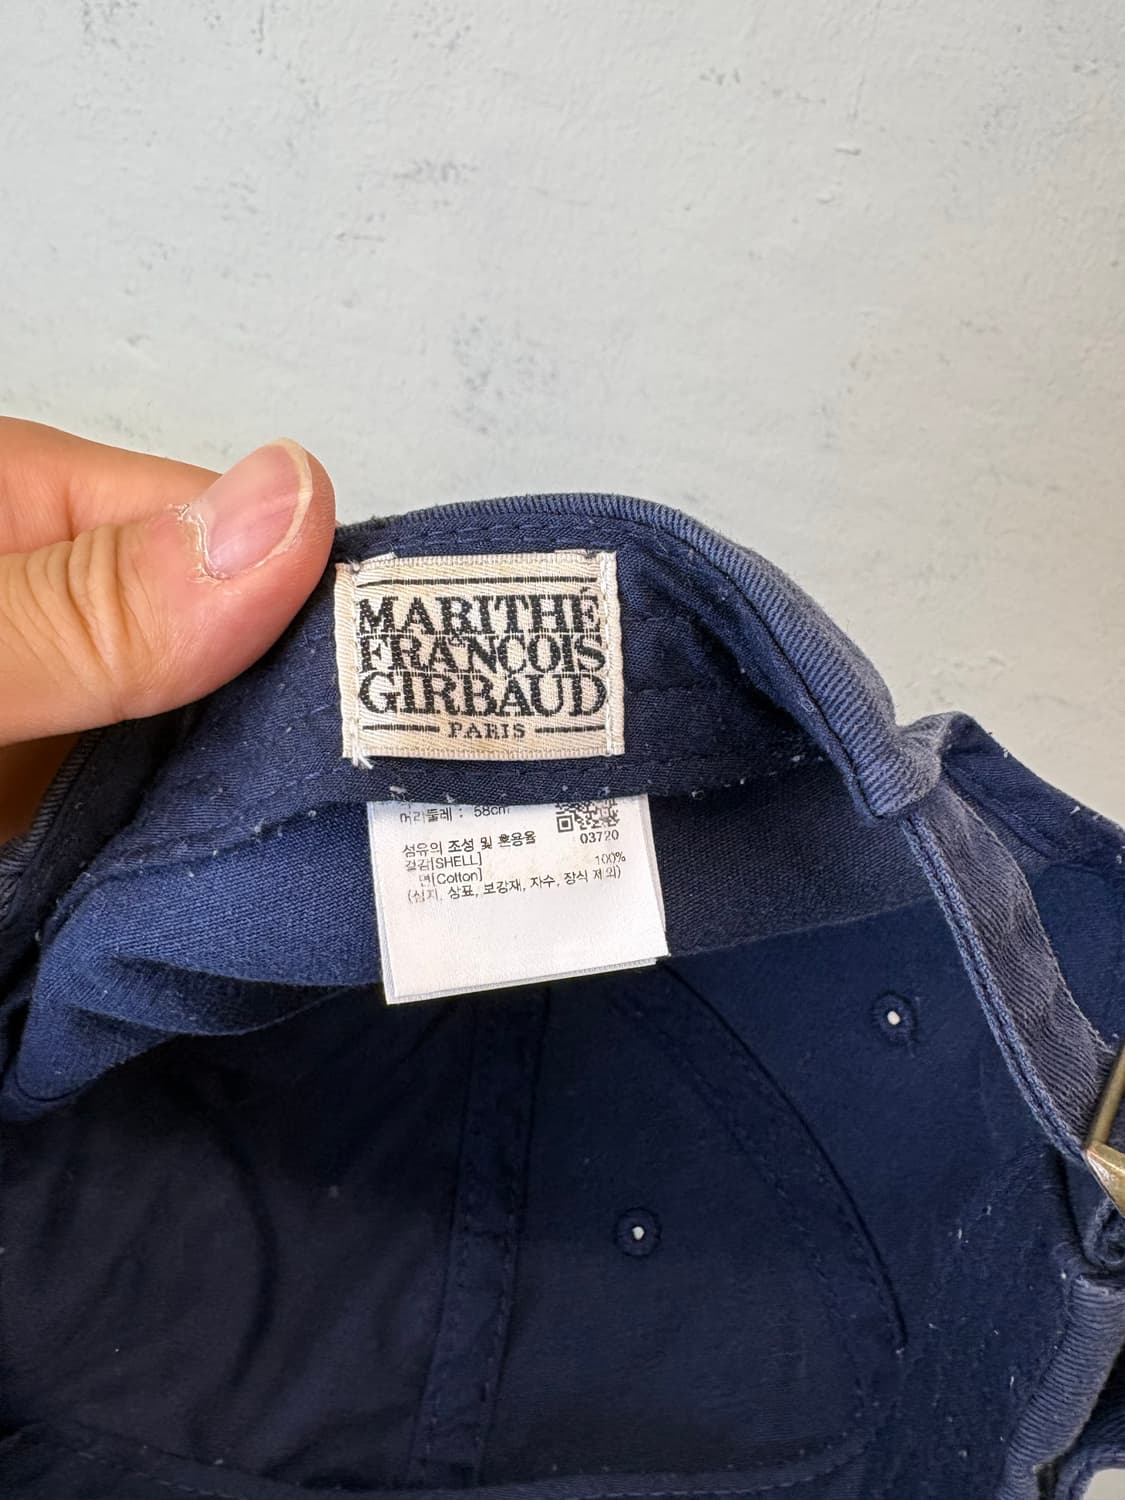 MARITHÉ
FRANCOIS
GIRBAUD
PARIS
머리둘레 : 58cm
03720
섬유의 조성 및 혼용율
겉감[SHELL]
100%
면[Cotton]
(심지, 상표, 보강재, 자수, 장식 제외)